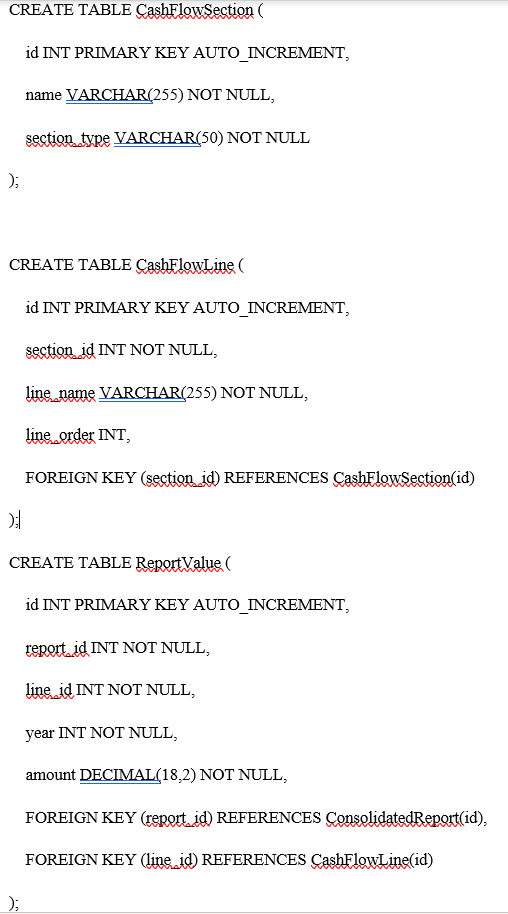 CREATE TABLE CashFlowSection (
id INT PRIMARY KEY AUTO_INCREMENT,
name VARCHAR(255) NOT NULL,
section_type VARCHAR(50) NOT NULL
);
CREATE TABLE CashFlowLine (
id INT PRIMARY KEY AUTO_INCREMENT,
section_id INT NOT NULL,
line_name VARCHAR(255) NOT NULL,
line_order INT,
FOREIGN KEY (section_id) REFERENCES CashFlowSection(id)
);
CREATE TABLE ReportValue (
id INT PRIMARY KEY AUTO_INCREMENT,
report_id INT NOT NULL,
line_id INT NOT NULL,
year INT NOT NULL,
amount DECIMAL(18,2) NOT NULL,
FOREIGN KEY (report_id) REFERENCES ConsolidatedReport(id),
FOREIGN KEY (line_id) REFERENCES CashFlowLine(id)
);